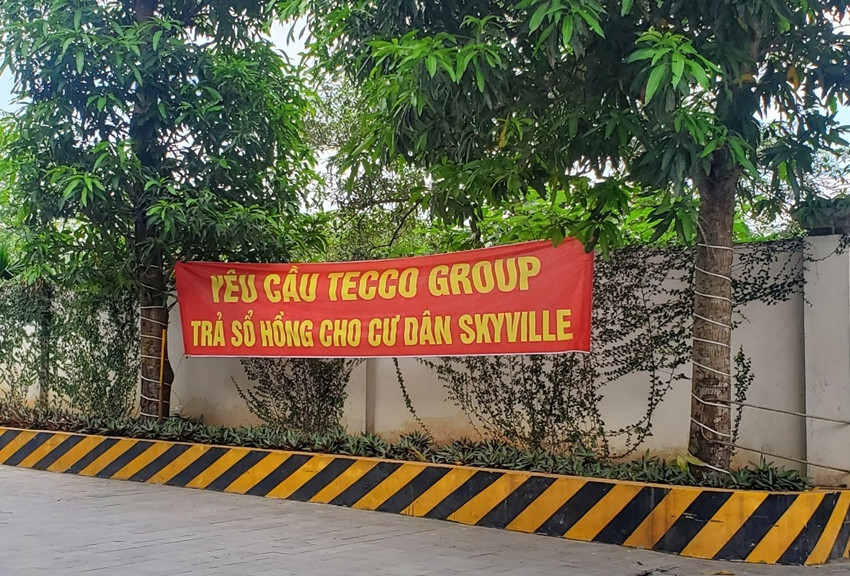 YÊU CẦU TECCO GROUP
TRẢ SỔ HỒNG CHO CƯ DÂN SKYVILLE